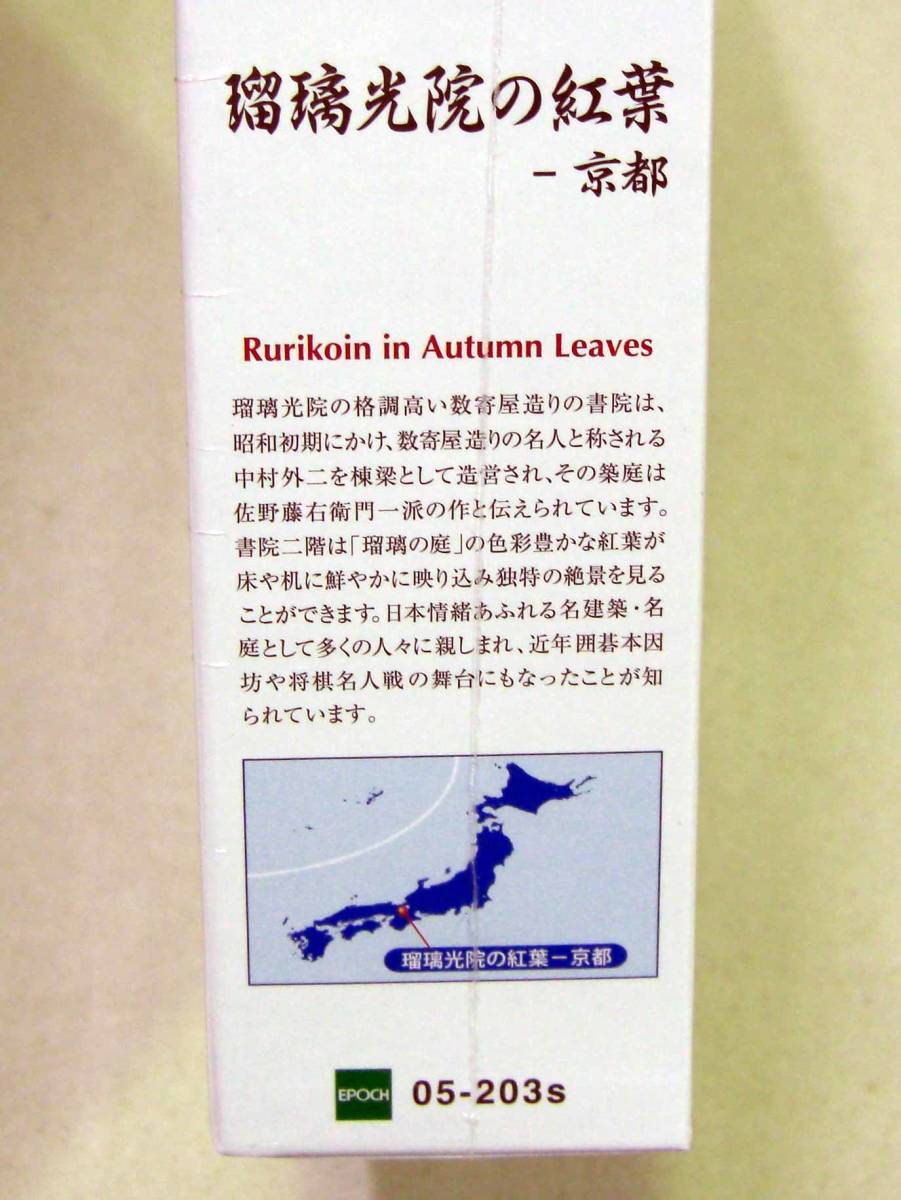 瑠璃光院の紅葉
− 京都
Rurikoin in Autumn Leaves
瑠璃光院の格調高い数寄屋造りの書院は、
昭和初期にかけ、数寄屋造りの名人と称される
中村外二を棟梁として造営され、その築庭は
佐野藤右衛門一派の作と伝えられています。
書院二階は「瑠璃の庭」の色彩豊かな紅葉が
床や机に鮮やかに映り込み独特の絶景を見る
ことができます。日本情緒あふれる名建築・名
庭として多くの人々に親しまれ、近年囲碁本因
坊や将棋名人戦の舞台にもなったことが知
られています。
瑠璃光院の紅葉−京都
EPOCH 05-203s